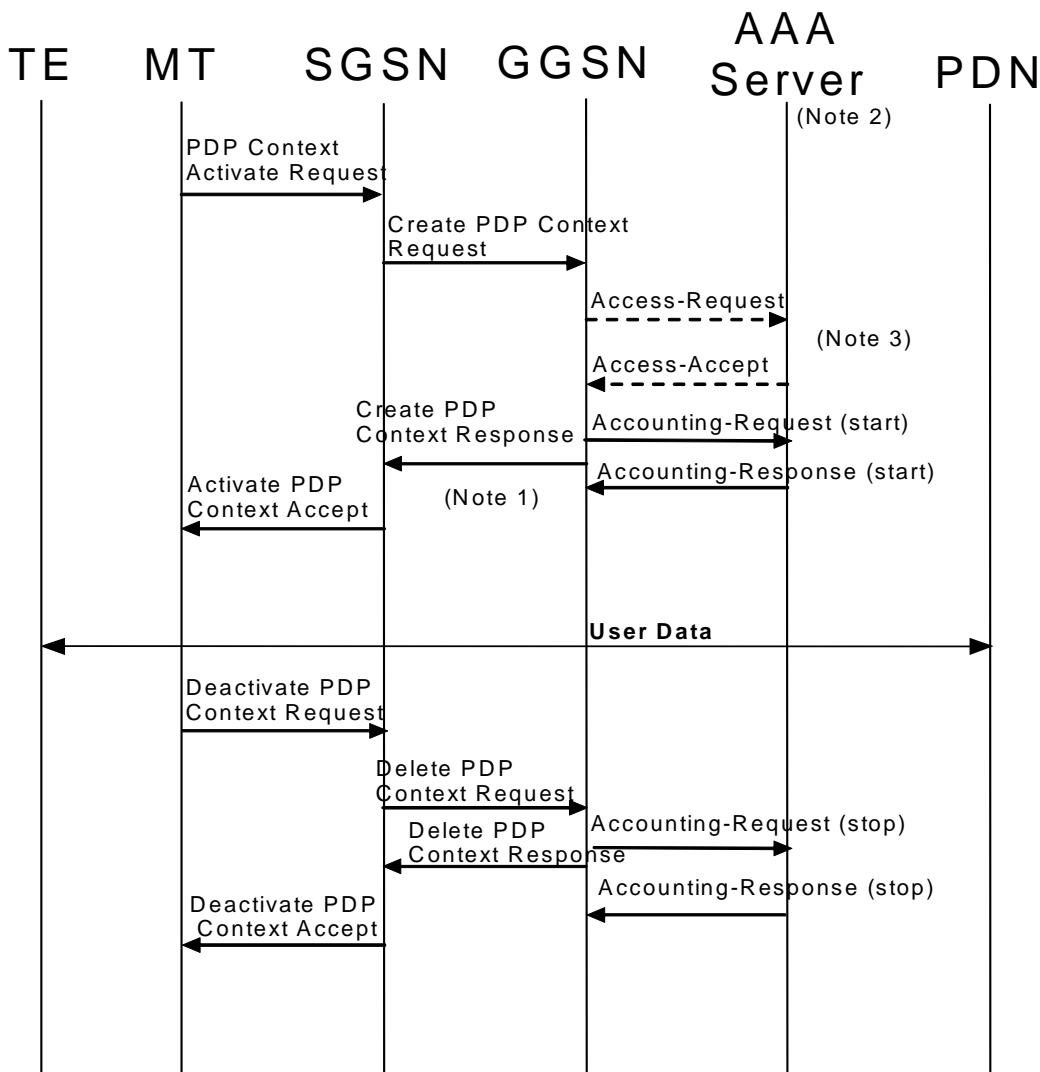 TE
MT
SGSN
GGSN
AAA
Server
PDN
(Note 2)
PDP Context
Activate Request
Create PDP Context
Request
Access-Request
(Note 3)
Access-Accept
Create PDP
Context Response
Accounting-Request (start)
Accounting-Response (start)
(Note 1)
Activate PDP
Context Accept
User Data
Deactivate PDP
Context Request
Delete PDP
Context Request
Accounting-Request (stop)
Delete PDP
Context Response
Accounting-Response (stop)
Deactivate PDP
Context Accept